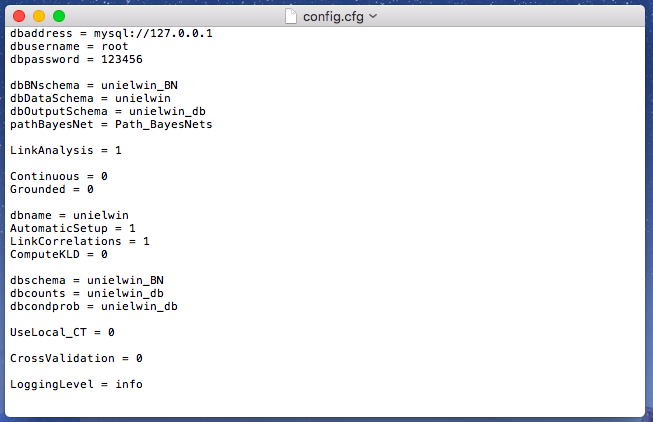 config.cfg
dbaddress = mysql://127.0.0.1
dbusername = root
dbpassword = 123456
dbBNschema = unielwin_BN
dbDataSchema = unielwin
dbOutputSchema = unielwin_db
pathBayesNet = Path_BayesNets
LinkAnalysis = 1
Continuous = 0
Grounded = 0
dbname = unielwin
AutomaticSetup = 1
LinkCorrelations = 1
ComputeKLD = 0
dbschema = unielwin_BN
dbcounts = unielwin_db
dbcondprob = unielwin_db
UseLocal_CT = 0
CrossValidation = 0
LoggingLevel = info